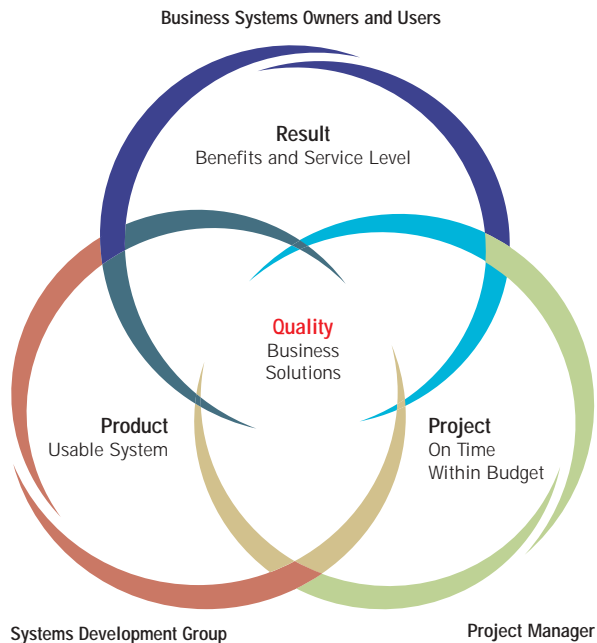 Business Systems Owners and Users
Result
Benefits and Service Level
Quality
Business
Solutions
Product
Usable System
Project
On Time
Within Budget
Systems Development Group
Project Manager